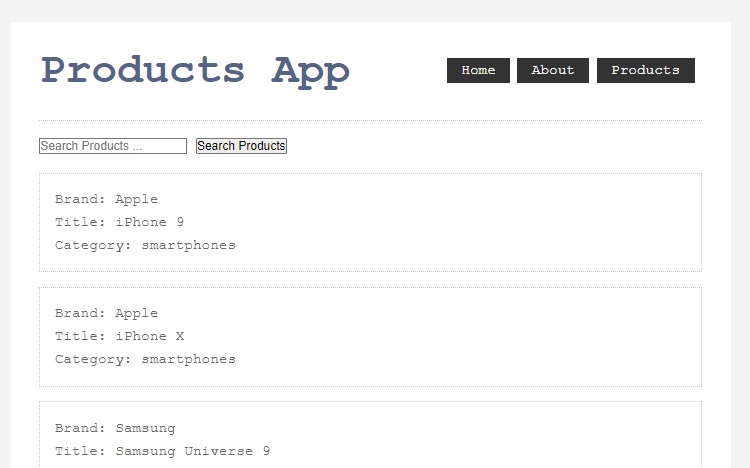 Products App
Home About Products
Search Products ... Search Products
Brand: Apple
Title: iPhone 9
Category: smartphones
Brand: Apple
Title: iPhone X
Category: smartphones
Brand: Samsung
Title: Samsung Universe 9